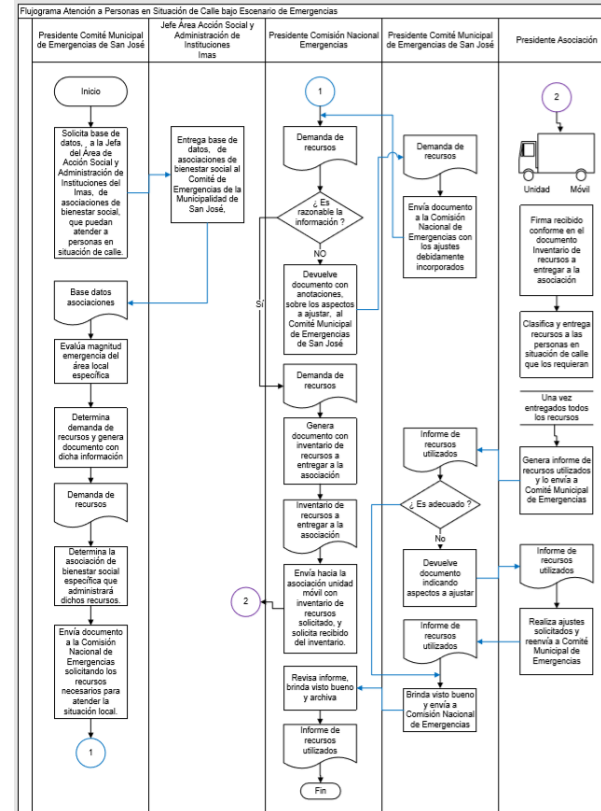 Flujograma Atención a Personas en Situación de Calle bajo Escenario de Emergencias
Presidente Comité Municipal
de Emergencias de San José
Jefe Área Acción Social y
Administración de
Instituciones
Imas
Presidente Comisión Nacional
Emergencias
Presidente Comité Municipal
de Emergencias de San José
Presidente Asociación
Inicio
Solicita base de
datos, , a la Jefa
del Área de
Acción Social y
Administración de
Instituciones del
Imas, de
asociaciones de
bienestar social,
que puedan
atender a
personas en
situación de calle.
Base datos
asociaciones
Evalúa magnitud
emergencia del
área local
específica
Determina
demanda de
recursos y genera
documento con
dicha información
Demanda de
recursos
Determina la
asociación de
bienestar social
específica que
administrará
dichos recursos.
Envía documento
a la Comisión
Nacional de
Emergencias
solicitando los
recursos
necesarios para
atender la
situación local.
1
Entrega base de
datos, de
asociaciones de
bienestar social al
Comité de
Emergencias de la
Municipalidad de
San José,
1
Demanda de
recursos
¿ Es
razonable la
información ?
NO
Sí
Devuelve
documento con
anotaciones,
sobre los aspectos
a ajustar, al
Comité Municipal
de Emergencias
de San José
Demanda de
recursos
Genera
documento con
inventario de
recursos a
entregar a la
asociación
Inventario de
recursos a
entregar a la
asociación
Envía hacia la
asociación unidad
móvil con
inventario de
recursos
solicitado, y
solicita recibido
del inventario.
2
Revisa informe,
brinda visto bueno
y archiva
Informe de
recursos
utilizados
Fin
Demanda de
recursos
Envía documento
a la Comisión
Nacional de
Emergencias con
los ajustes
debidamente
incorporados
Informe de
recursos
utilizados
¿ Es adecuado ?
No
Devuelve
documento
indicando
aspectos a ajustar
Informe de
recursos
utilizados
Brinda visto bueno
y envía a
Comisión Nacional
de Emergencias
2
Unidad Móvil
Firma recibido
conforme en el
documento
Inventario de
recursos a
entregar a la
asociación
Clasifica y entrega
recursos a las
personas en
situación de calle
que los requieran
Una vez
entregados todos
los recursos
Genera informe de
recursos utilizados
y lo envía a
Comité Municipal
de Emergencias
Informe de
recursos
utilizados
Realiza ajustes
solicitados y
reenvía a Comité
Municipal de
Emergencias